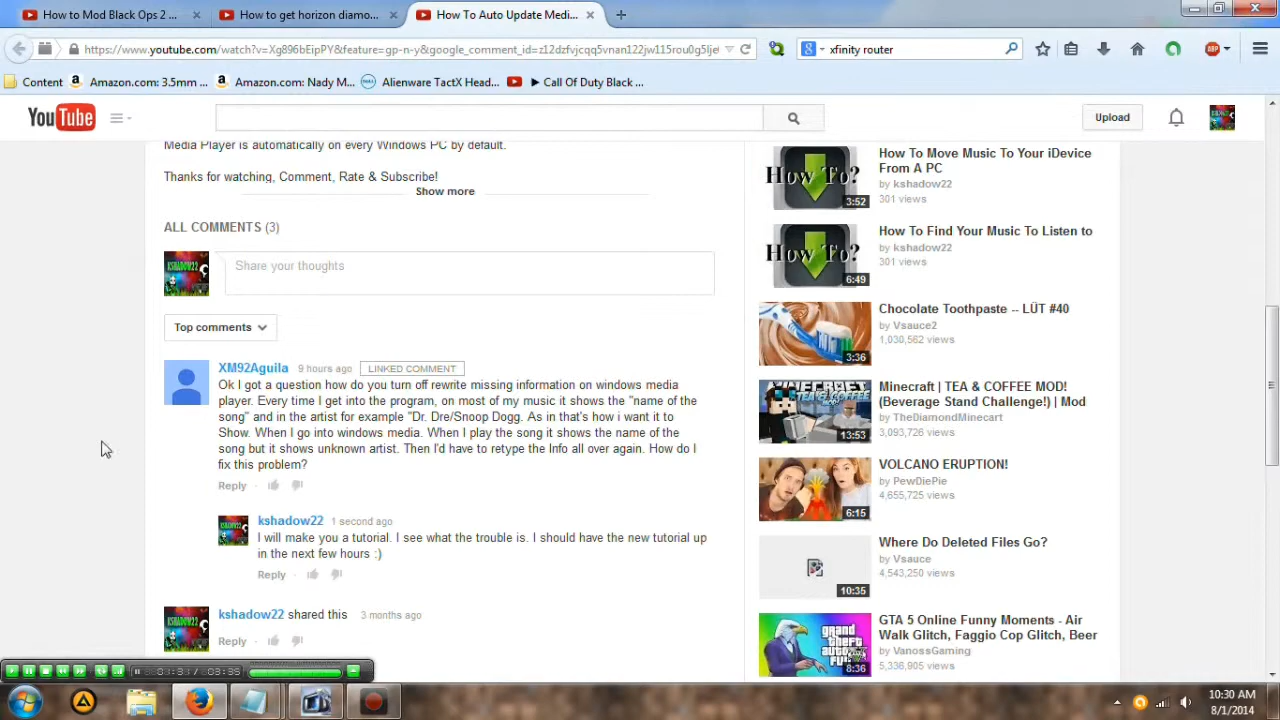 How to Mod Black Ops 2 ...
How to get horizon diamo...
How To Auto Update Medi...
https://www.youtube.com/watch?v=Xg896bEipPY&feature=gp-n-y&google_comment_id=z12dzfvjcqq5vnan122jw115rou0g5lje
xfinity router
ABP
Content
Amazon.com: 3.5mm ...
Amazon.com: Nady M...
Alienware TactX Head...
► Call Of Duty Black ...
YouTube
Upload
Media Player is automatically on every Windows PC by default.
Thanks for watching, Comment, Rate & Subscribe!
Show more
ALL COMMENTS (3)
KSHADOW22
Share your thoughts
Top comments
XM92Aguila 9 hours ago LINKED COMMENT
Ok I got a question how do you turn off rewrite missing information on windows media
player. Every time I get into the program, on most of my music it shows the "name of the
song" and in the artist for example "Dr. Dre/Snoop Dogg. As in that's how i want it to
Show. When I go into windows media. When I play the song it shows the name of the
song but it shows unknown artist. Then I'd have to retype the Info all over again. How do I
fix this problem?
Reply
kshadow22 1 second ago
I will make you a tutorial. I see what the trouble is. I should have the new tutorial up
in the next few hours :)
Reply
KSHADOW22
kshadow22 shared this 3 months ago
Reply
How To?
3:52
How To Move Music To Your iDevice
From A PC
by kshadow22
301 views
How To?
6:49
How To Find Your Music To Listen to
by kshadow22
301 views
3:36
Chocolate Toothpaste -- LÜT #40
by Vsauce2
1,030,562 views
MINECRAFT
TEA & COFFEE MOD
13:53
Minecraft | TEA & COFFEE MOD!
(Beverage Stand Challenge!) | Mod
by TheDiamondMinecart
3,093,726 views
6:15
VOLCANO ERUPTION!
by PewDiePie
4,655,725 views
10:35
Where Do Deleted Files Go?
by Vsauce
4,543,250 views
8:36
GTA 5 Online Funny Moments - Air
Walk Glitch, Faggio Cop Glitch, Beer
by VanossGaming
5,336,905 views
10:30 AM
8/1/2014